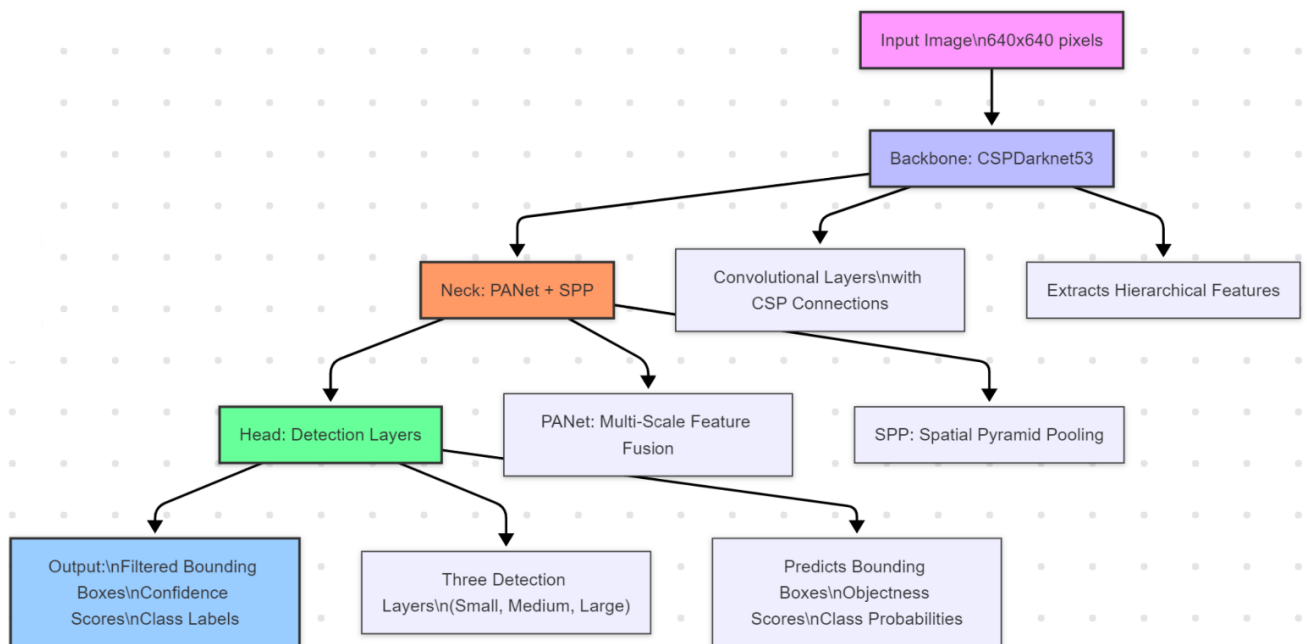 Input Image\n640x640 pixels
Backbone: CSPDarknet53
Neck: PANet + SPP
Convolutional Layers\nwith
CSP Connections
Extracts Hierarchical Features
Head: Detection Layers
PANet: Multi-Scale Feature
Fusion
SPP: Spatial Pyramid Pooling
Output:\nFiltered Bounding
Boxes\nConfidence
Scores\nClass Labels
Three Detection
Layers\n(Small, Medium, Large)
Predicts Bounding
Boxes\nObjectness
Scores\nClass Probabilities